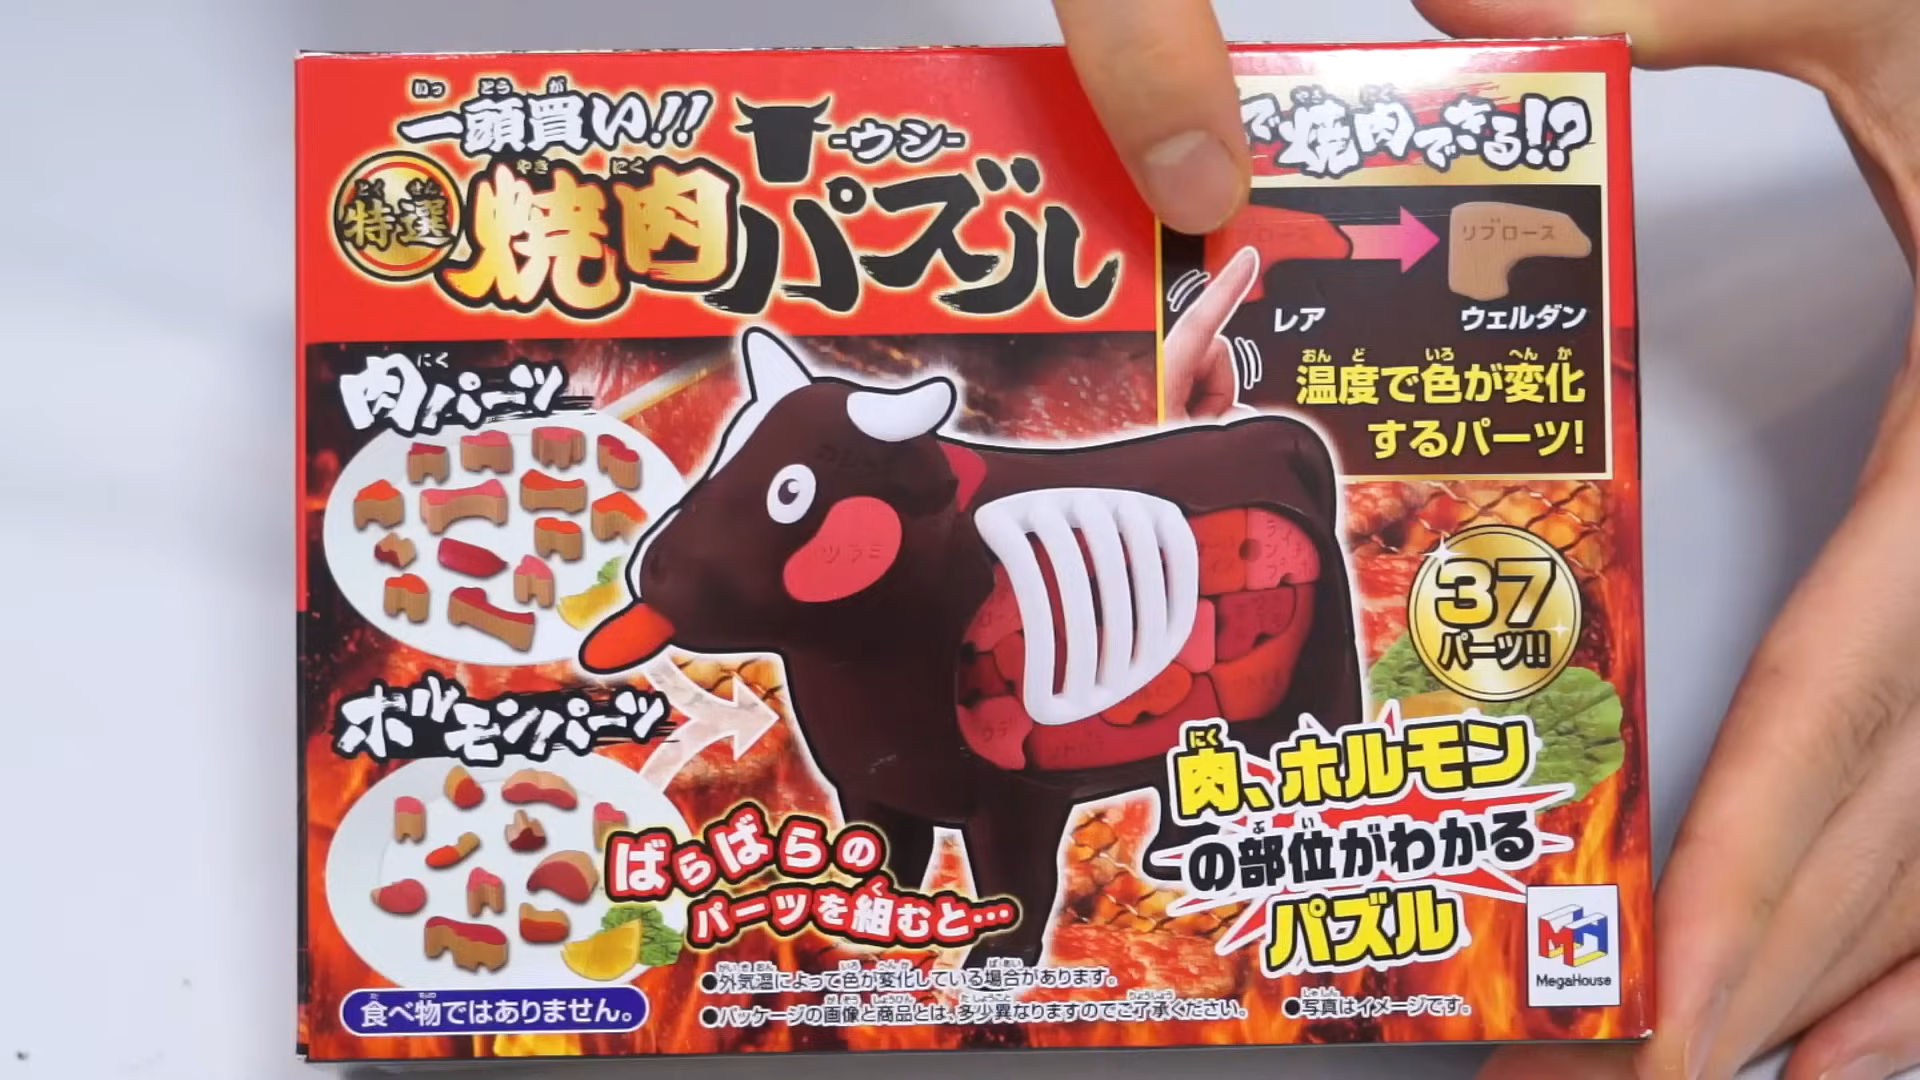 一頭買い!!
-ウシ-
特選
焼肉パズル
で焼肉できる!?
リブロース
レア
ウェルダン
温度で色が変化
するパーツ!
肉パーツ
ツラミ
37
パーツ!!
ホルモンパーツ
肉、ホルモン
の部位がわかる
パズル
ばらばらの
パーツを組むと…
MegaHouse
食べ物ではありません。
●外気温によって色が変化している場合があります。
●パッケージの画像と商品とは、多少異なりますのでご了承ください。
●写真はイメージです。